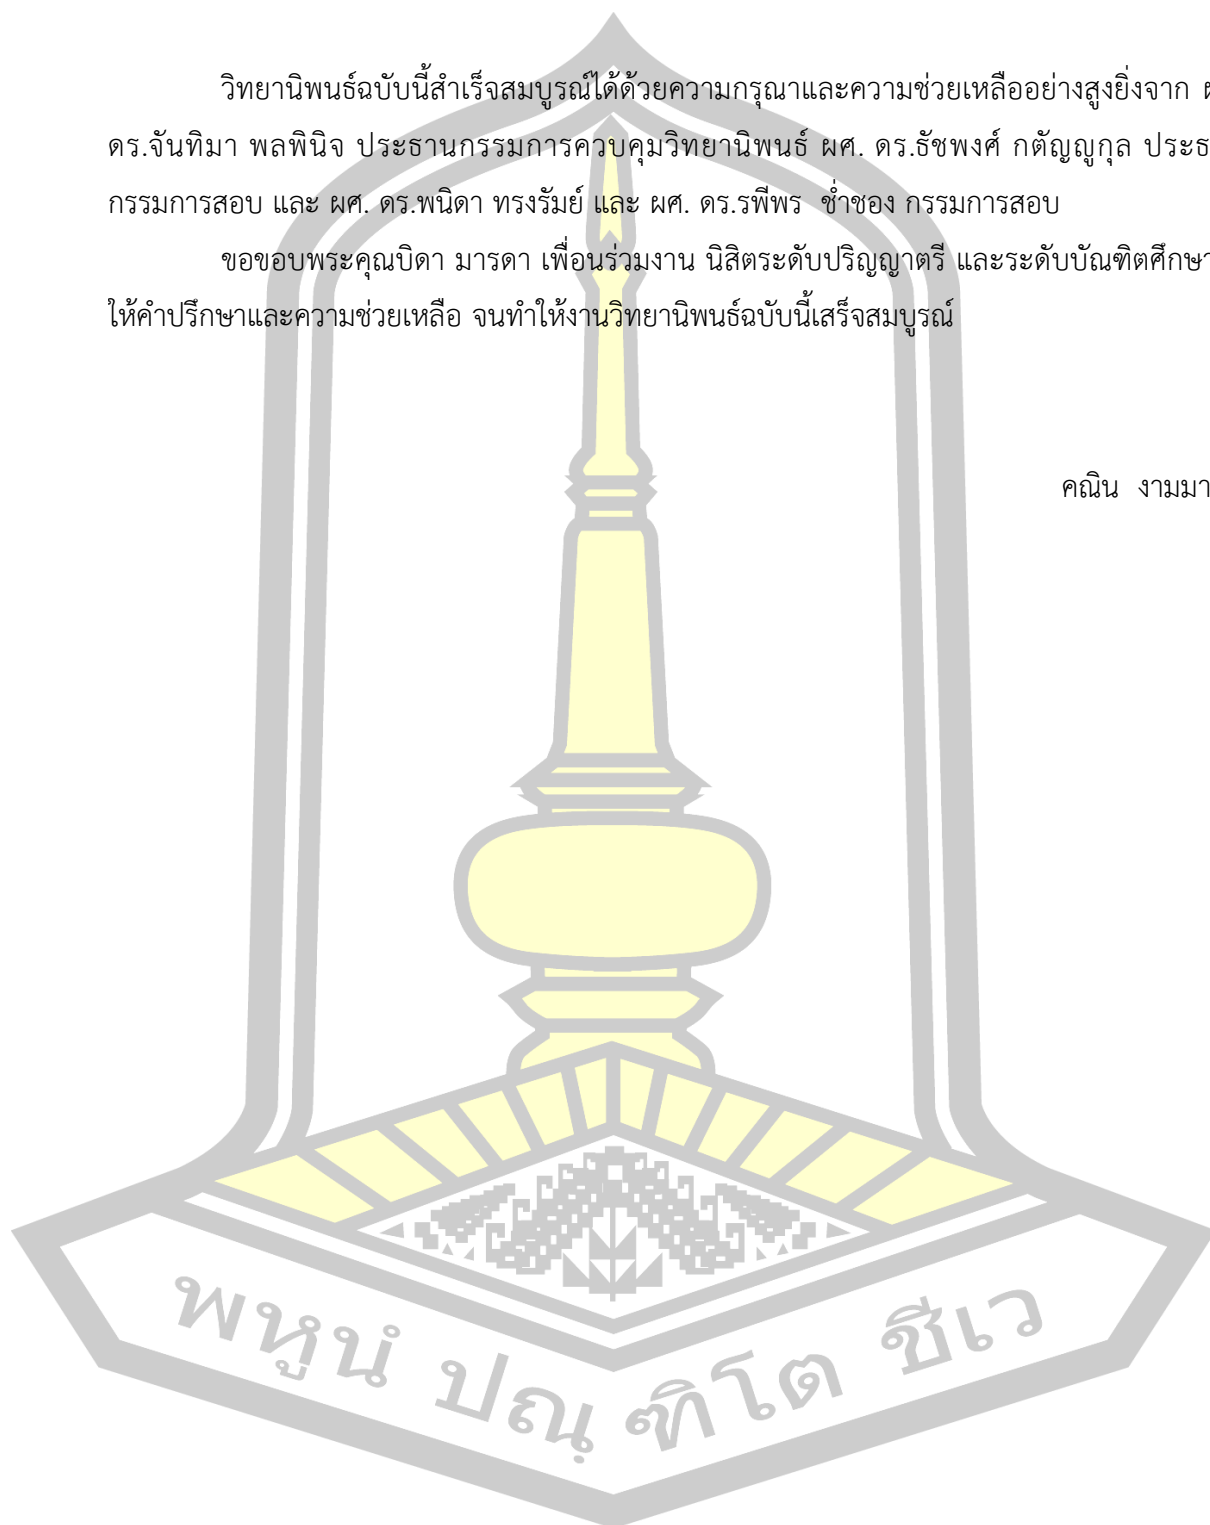 วิทยานิพนธ์ฉบับนี้สำเร็จสมบูรณ์ได้ด้วยความกรุณาและความช่วยเหลืออย่างสูงยิ่งจาก
ดร.จันทิมา พลพินิจ ประธานกรรมการควบคุมวิทยานิพนธ์ ผศ. ดร.ธัชพงศ์ กตัญญูกุล
กรรมการสอบ และ ผศ. ดร.พนิดา ทรงรัมย์ และ ผศ. ดร.รพีพร ช่ำชอง กรรมการสอบ
ขอขอบพระคุณบิดา มารดา เพื่อนร่วมงาน นิสิตระดับปริญญาตรี และระดับบัณฑิตศึกษา
ให้คำปรึกษาและความช่วยเหลือ จนทำให้งานวิทยานิพนธ์ฉบับนี้เสร็จสมบูรณ์
คณิน
พหูนํ ปณฺฑิโต ชีเว